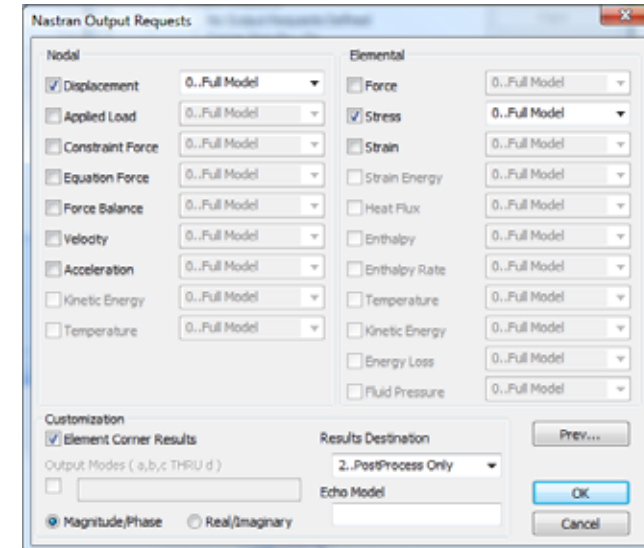 Nastran Output Requests
Nodal
Displacement 0..Full Model
Applied Load 0..Full Model
Constraint Force 0..Full Model
Equation Force 0..Full Model
Force Balance 0..Full Model
Velocity 0..Full Model
Acceleration 0..Full Model
Kinetic Energy 0..Full Model
Temperature 0..Full Model
Elemental
Force 0..Full Model
Stress 0..Full Model
Strain 0..Full Model
Strain Energy 0..Full Model
Heat Flux 0..Full Model
Enthalpy 0..Full Model
Enthalpy Rate 0..Full Model
Temperature 0..Full Model
Kinetic Energy 0..Full Model
Energy Loss 0..Full Model
Fluid Pressure 0..Full Model
Customization
Element Corner Results
Output Modes ( a,b,c THRU d )
Magnitude/Phase Real/Imaginary
Results Destination
2..PostProcess Only
Echo Model
Prev...
OK
Cancel